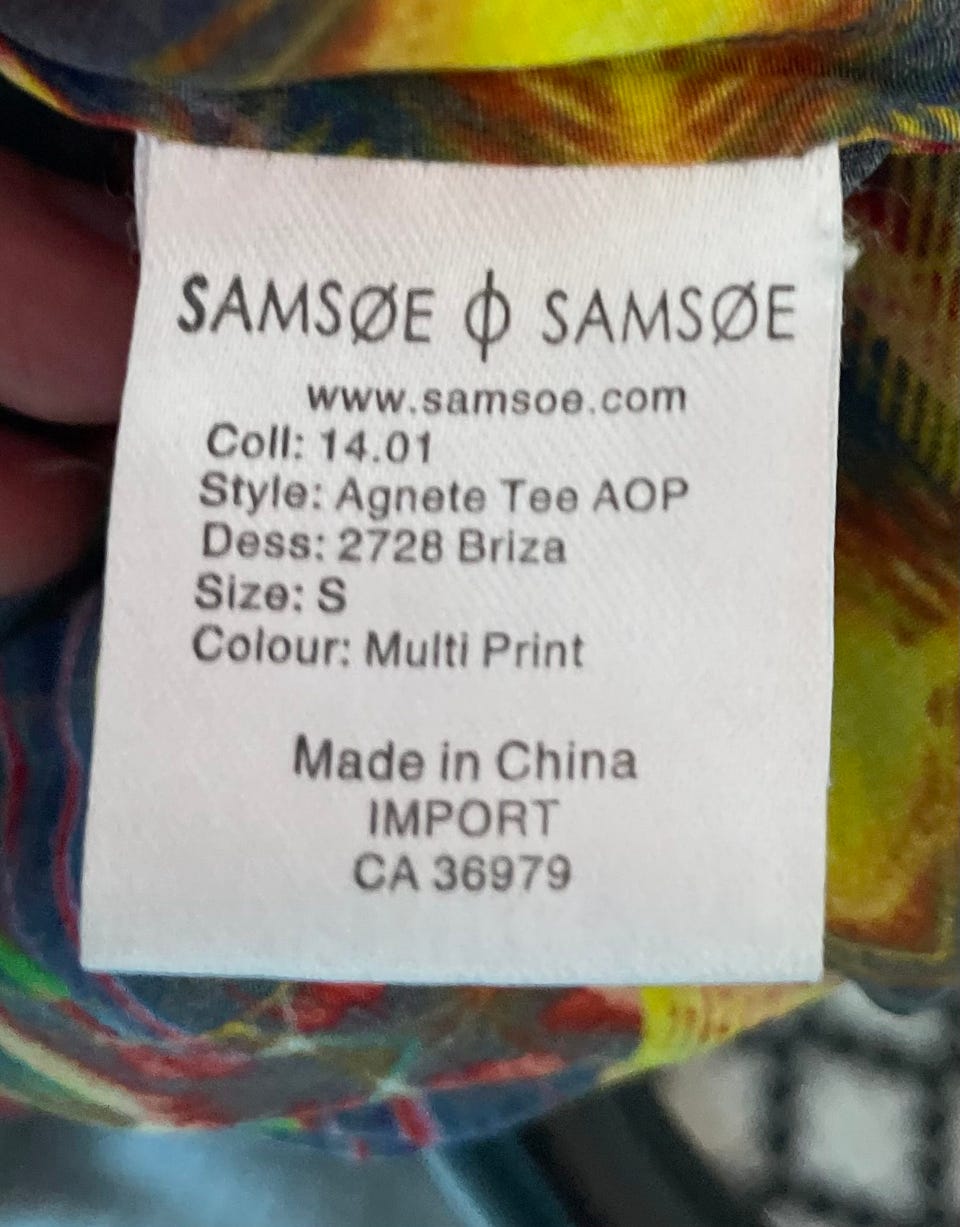 SAMSØE ϕ SAMSØE
www.samsoe.com
Coll: 14.01
Style: Agnete Tee AOP
Dess: 2728 Briza
Size: S
Colour: Multi Print
Made in China
IMPORT
CA 36979